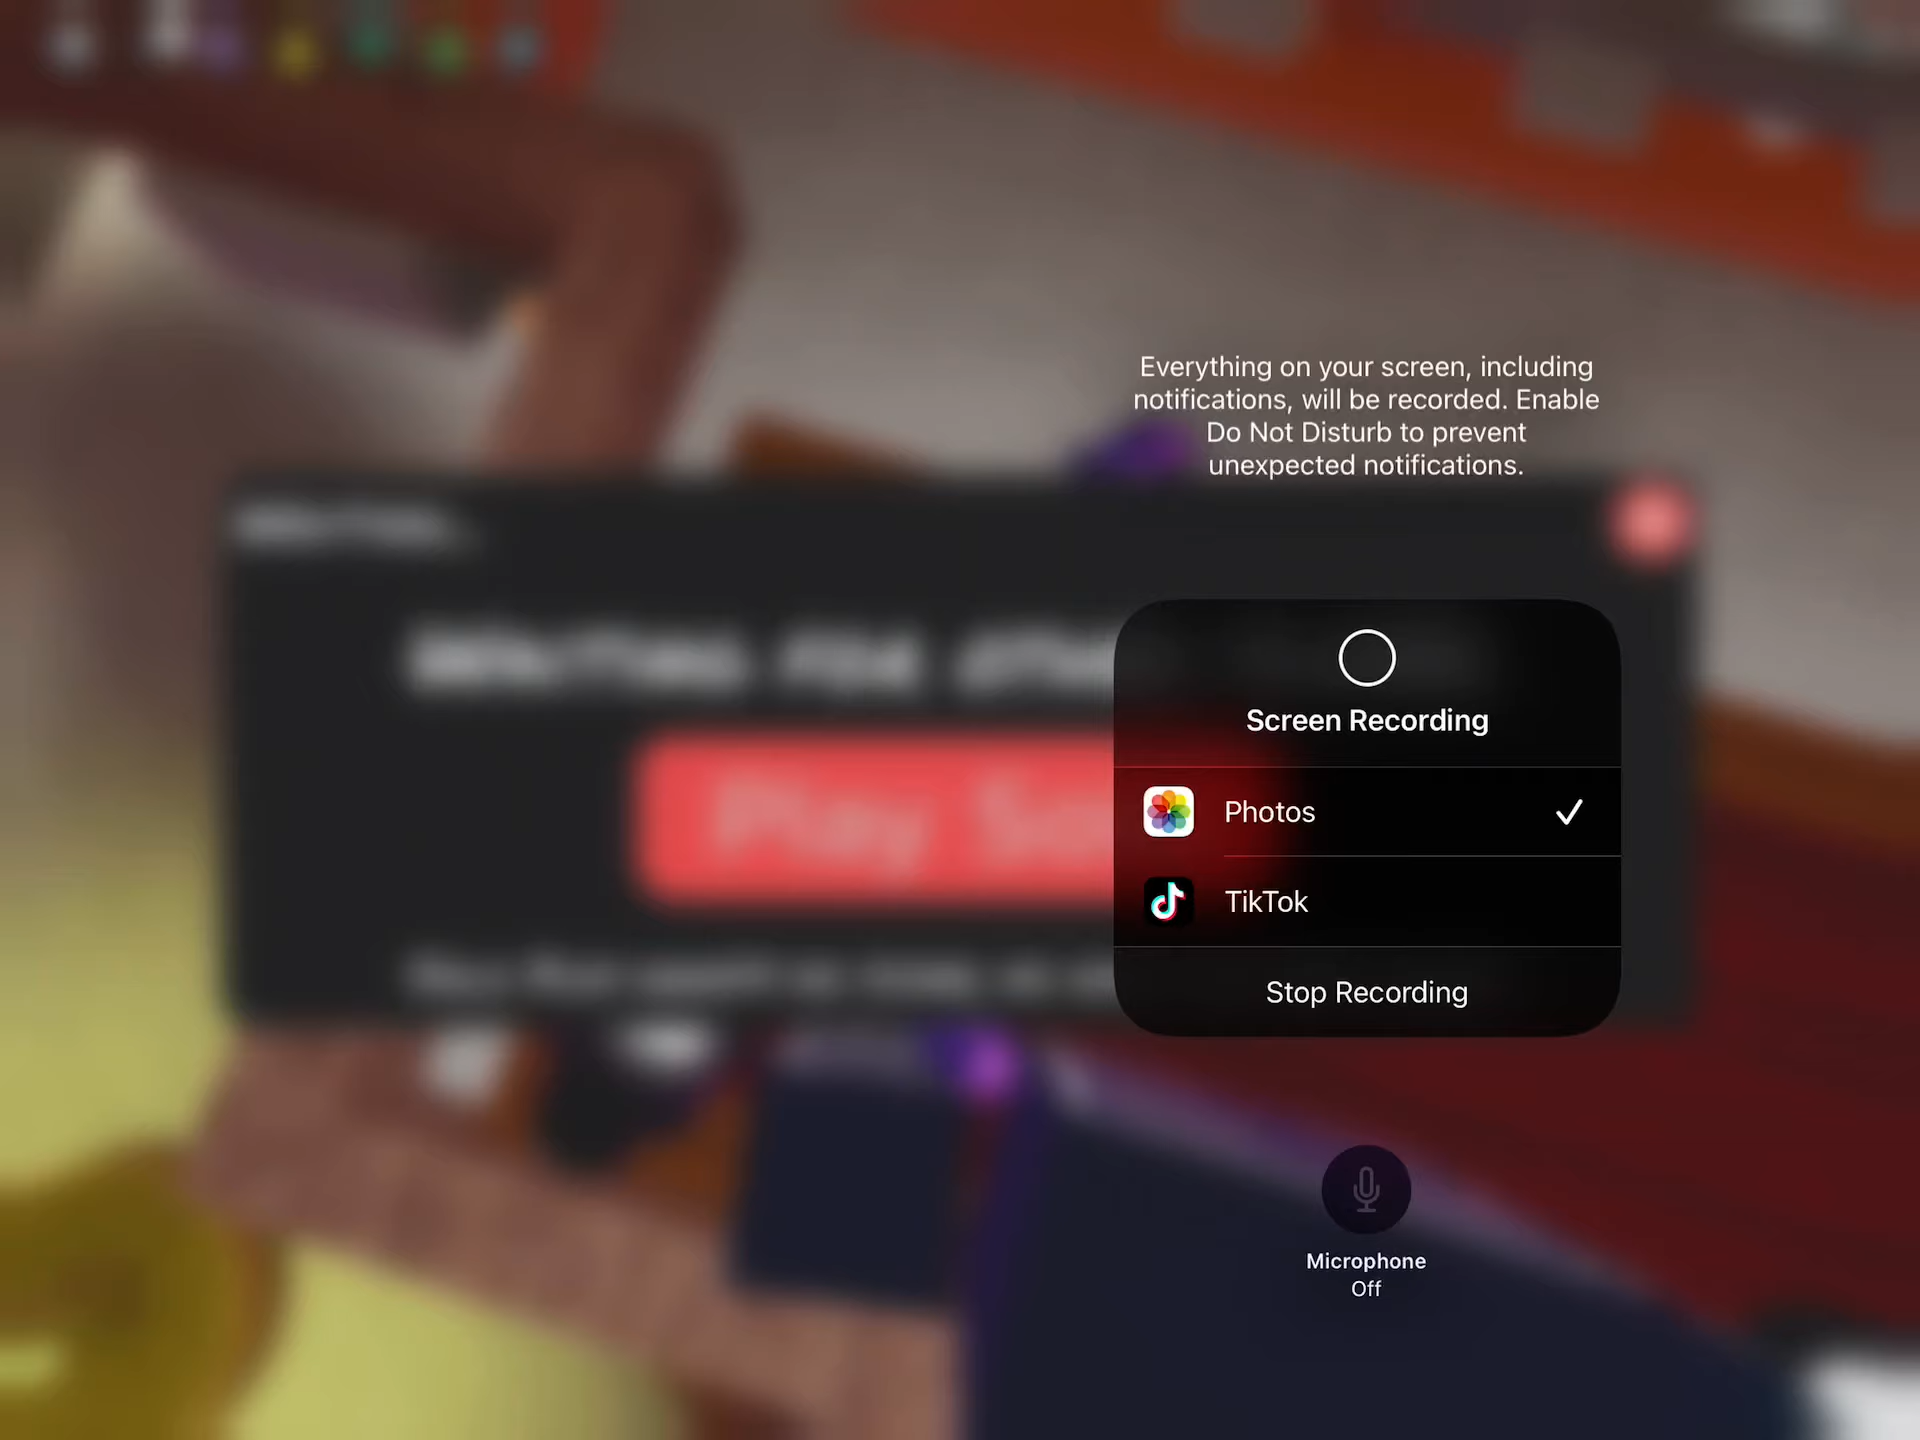 Everything on your screen, including
notifications, will be recorded. Enable
Do Not Disturb to prevent
unexpected notifications.
Screen Recording
Photos
TikTok
Stop Recording
Microphone
Off
Play